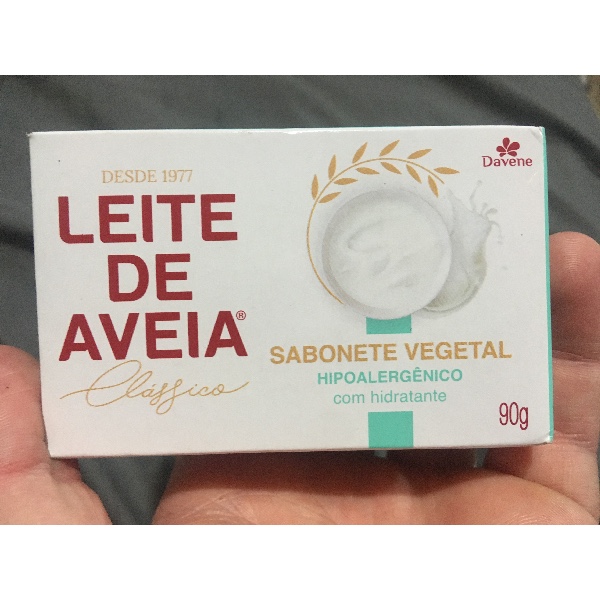 DESDE 1977
LEITE
DE
AVEIA®
Clássico
Davene
SABONETE VEGETAL
HIPOALERGÊNICO
com hidratante
90g